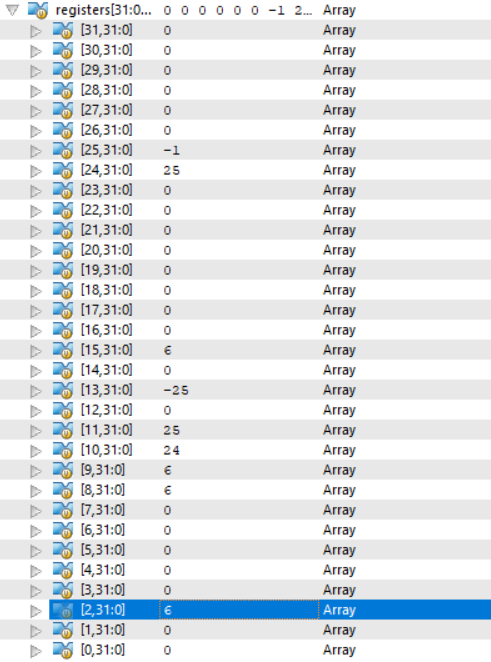 registers[31:0... 0 0 0 0 0 0 -1 2... Array
[31,31:0] 0 Array
[30,31:0] 0 Array
[29,31:0] 0 Array
[28,31:0] 0 Array
[27,31:0] 0 Array
[26,31:0] 0 Array
[25,31:0] -1 Array
[24,31:0] 25 Array
[23,31:0] 0 Array
[22,31:0] 0 Array
[21,31:0] 0 Array
[20,31:0] 0 Array
[19,31:0] 0 Array
[18,31:0] 0 Array
[17,31:0] 0 Array
[16,31:0] 0 Array
[15,31:0] 6 Array
[14,31:0] 0 Array
[13,31:0] -25 Array
[12,31:0] 0 Array
[11,31:0] 25 Array
[10,31:0] 24 Array
[9,31:0] 6 Array
[8,31:0] 6 Array
[7,31:0] 0 Array
[6,31:0] 0 Array
[5,31:0] 0 Array
[4,31:0] 0 Array
[3,31:0] 0 Array
[2,31:0] 6 Array
[1,31:0] 0 Array
[0,31:0] 0 Array